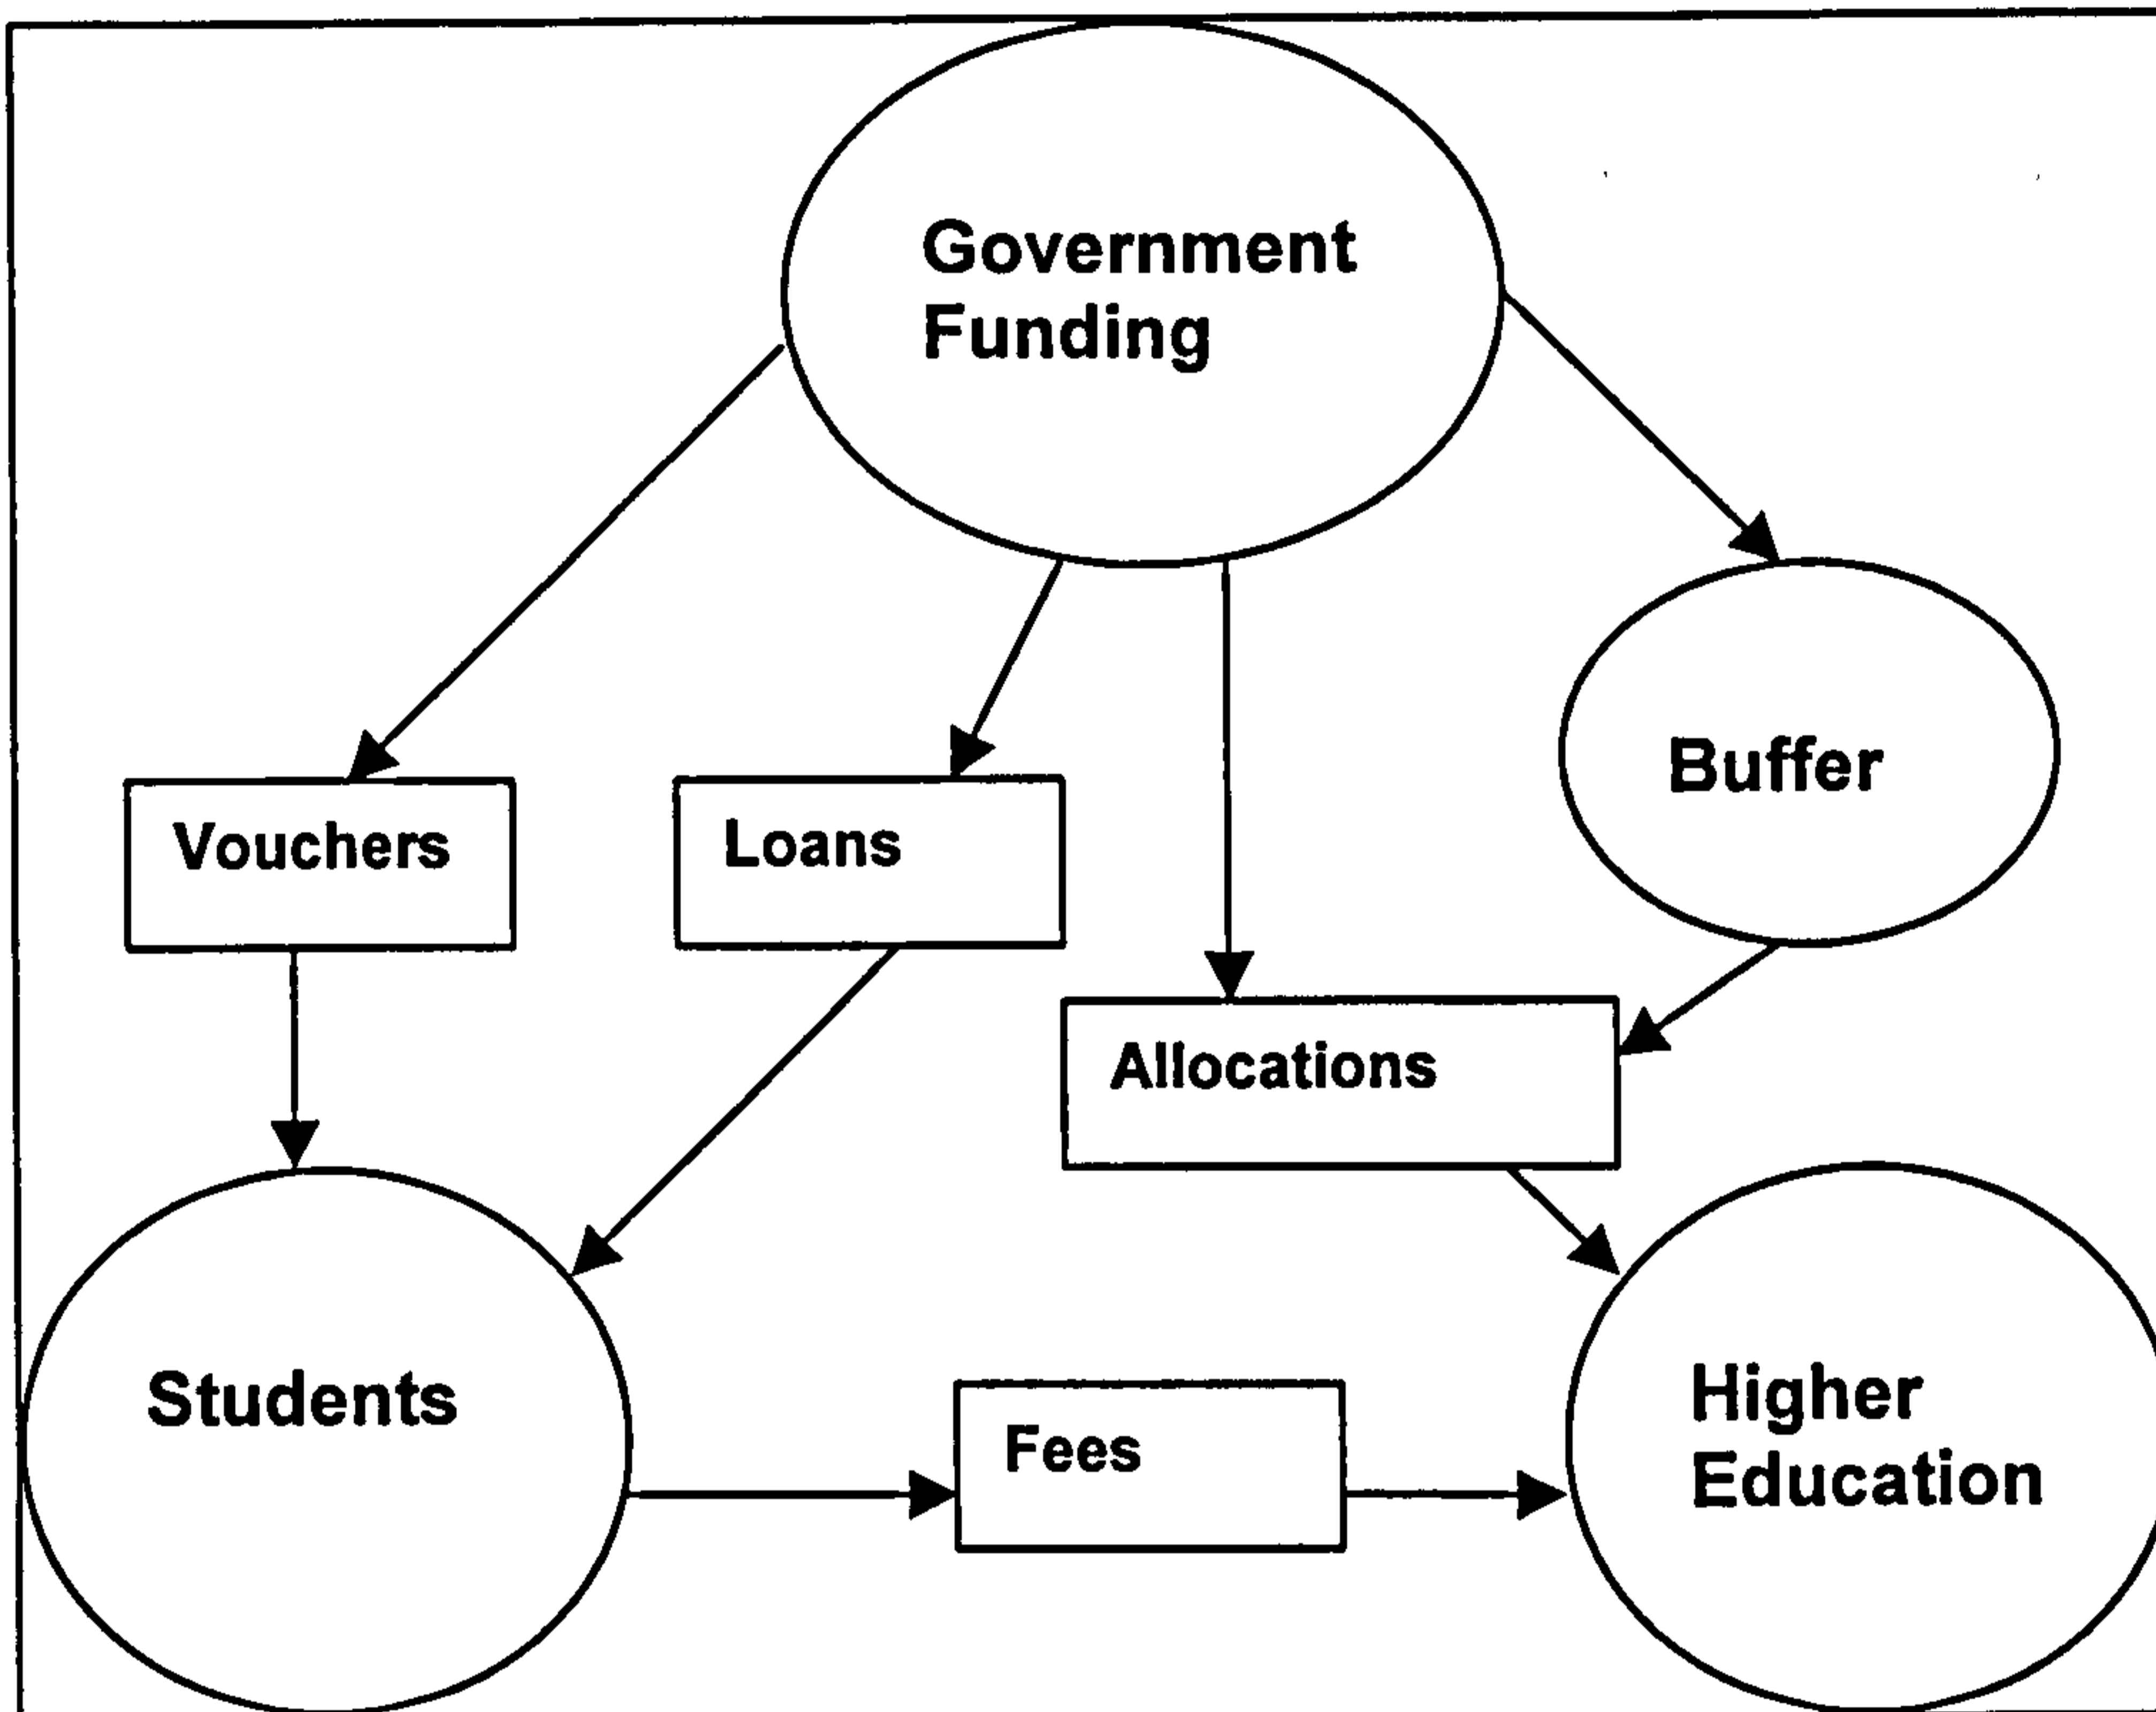 Government
Funding
Buffer
Vouchers
Loans
Allocations
Students
Fees
Higher
Education